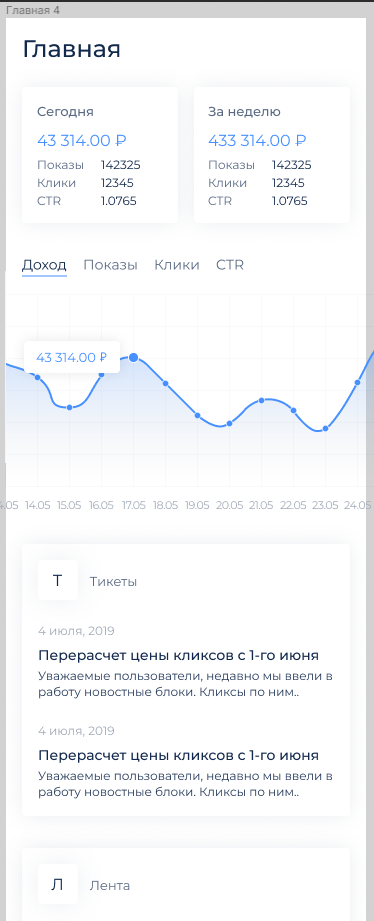 Главная 4
Главная
Сегодня
43 314.00 ₽
Показы 142325
Клики 12345
CTR 1.0765
За неделю
433 314.00 ₽
Показы 142325
Клики 12345
CTR 1.0765
Доход Показы Клики CTR
43 314.00 ₽
.05 14.05 15.05 16.05 17.05 18.05 19.05 20.05 21.05 22.05 23.05 24.05
Т Тикеты
4 июля, 2019
Перерасчет цены кликсов с 1-го июня
Уважаемые пользователи, недавно мы ввели в
работу новостные блоки. Кликсы по ним..
4 июля, 2019
Перерасчет цены кликсов с 1-го июня
Уважаемые пользователи, недавно мы ввели в
работу новостные блоки. Кликсы по ним..
Л Лента